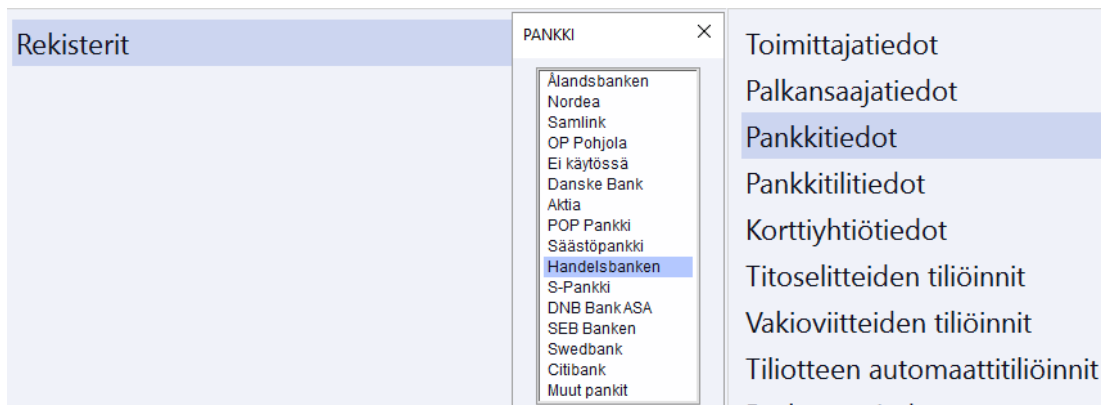 Rekisterit
PANKKI
Ålandsbanken
Nordea
Samlink
OP Pohjola
Ei käytössä
Danske Bank
Aktia
POP Pankki
Säästöpankki
Handelsbanken
S-Pankki
DNB Bank ASA
SEB Banken
Swedbank
Citibank
Muut pankit
Toimittajatiedot
Palkansaajatiedot
Pankkitiedot
Pankkitilitiedot
Korttiyhtiötiedot
Titoselitteiden tiliöinnit
Vakioviitteiden tiliöinnit
Tiliotteen automaattitiliöinnit